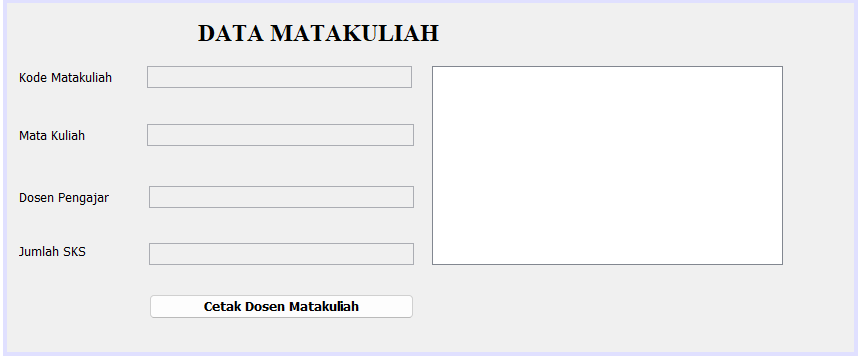 DATA MATAKULIAH
Kode Matakuliah
Mata Kuliah
Dosen Pengajar
Jumlah SKS
Cetak Dosen Matakuliah